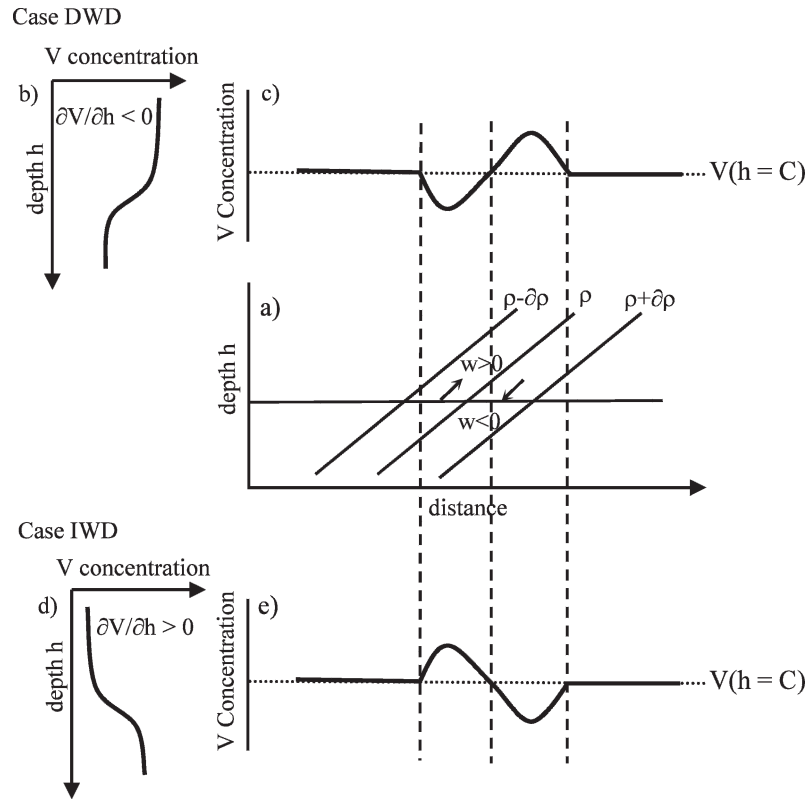 Case DWD
V concentration
b)
∂V/∂h < 0
depth h
c)
V Concentration
V(h = C)
a)
ρ-∂ρ
ρ
ρ+∂ρ
w>0
w<0
depth h
distance
Case IWD
V concentration
d)
∂V/∂h > 0
depth h
e)
V Concentration
V(h = C)